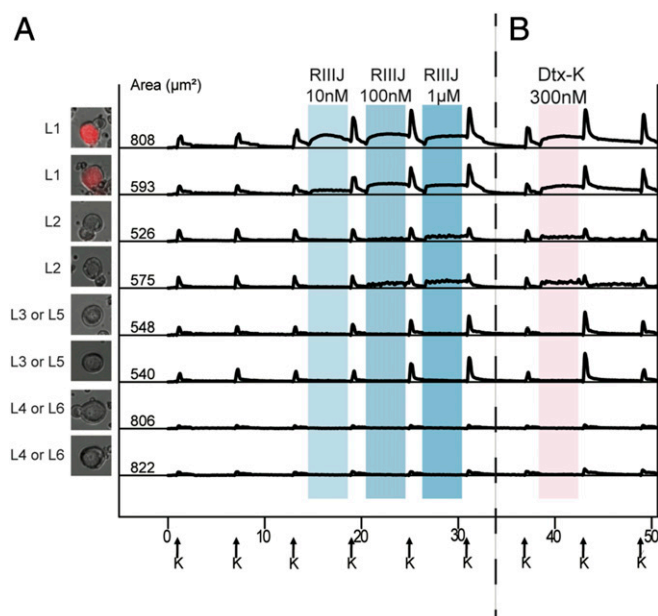 A
B
Area (µm²)
RIIIJ
10nM
RIIIJ
100nM
RIIIJ
1µM
Dtx-K
300nM
L1
808
L1
593
L2
526
L2
575
L3 or L5
548
L3 or L5
540
L4 or L6
806
L4 or L6
822
0 10 20 30 40 50
K K K K K K K K K